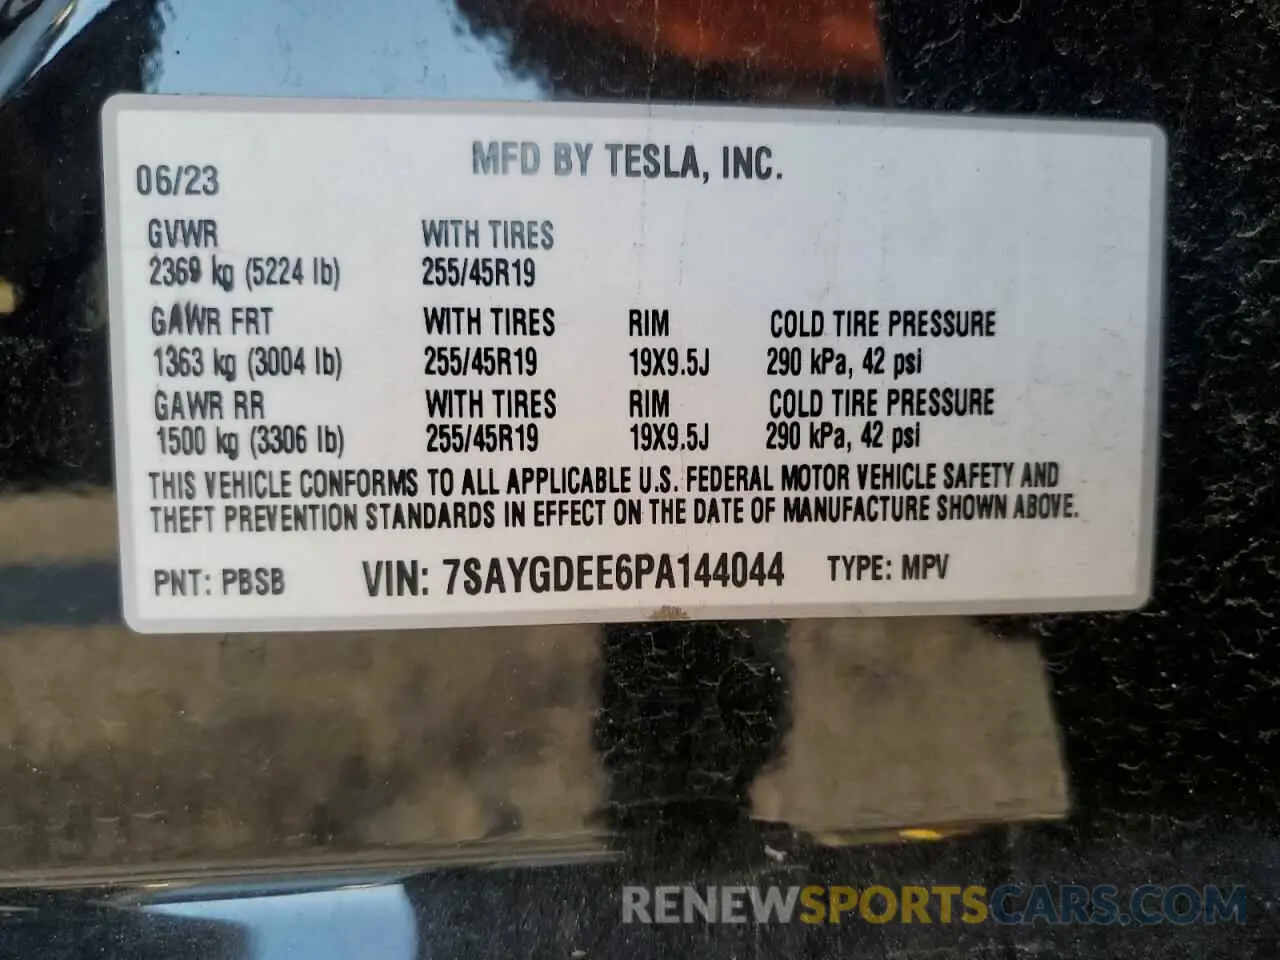 MFD BY TESLA, INC.
06/23
GVWR WITH TIRES
2369 kg (5224 lb) 255/45R19
GAWR FRT WITH TIRES RIM COLD TIRE PRESSURE
1363 kg (3004 lb) 255/45R19 19X9.5J 290 kPa, 42 psi
GAWR RR WITH TIRES RIM COLD TIRE PRESSURE
1500 kg (3306 lb) 255/45R19 19X9.5J 290 kPa, 42 psi
THIS VEHICLE CONFORMS TO ALL APPLICABLE U.S. FEDERAL MOTOR VEHICLE SAFETY AND
THEFT PREVENTION STANDARDS IN EFFECT ON THE DATE OF MANUFACTURE SHOWN ABOVE.
PNT: PBSB VIN: 7SAYGDEE6PA144044 TYPE: MPV
RENEWSPORTSCARS.COM